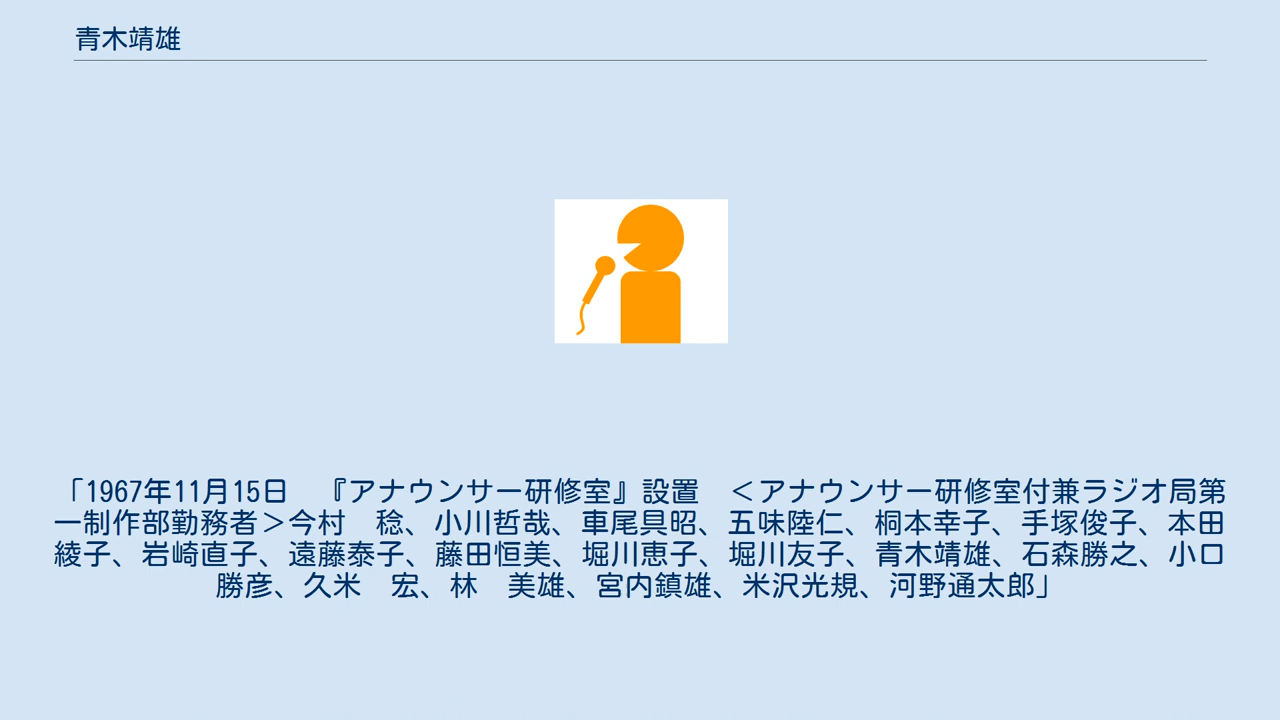 青木靖雄
「1967年11月15日　『アナウンサー研修室』設置　＜アナウンサー研修室付兼ラジオ局第
一制作部勤務者＞今村　稔、小川哲哉、車尾具昭、五味陸仁、桐本幸子、手塚俊子、本田
綾子、岩崎直子、遠藤泰子、藤田恒美、堀川恵子、堀川友子、青木靖雄、石森勝之、小口
勝彦、久米　宏、林　美雄、宮内鎮雄、米沢光規、河野通太郎」